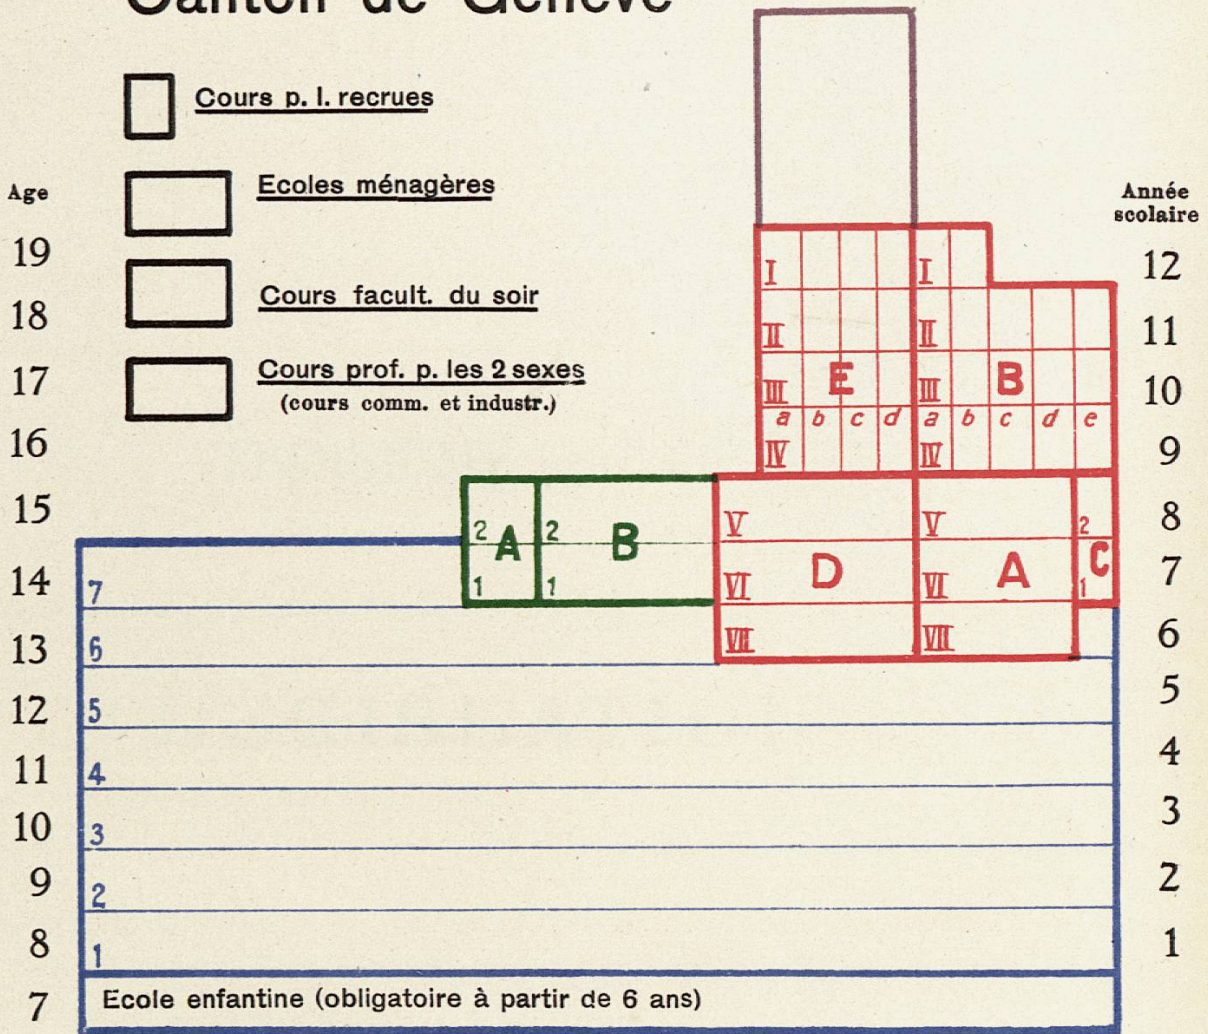 Canton de Genève
Cours p. l. recrues
Ecoles ménagères
Cours facult. du soir
Cours prof. p. les 2 sexes
(cours comm. et industr.)
Age
19
18
17
16
15
14
13
12
11
10
9
8
7
Année
scolaire
12
11
10
9
8
7
6
5
4
3
2
1
I I
II II
III E III B
a b c d a b c d e
IV IV
2 A 2 B V V 2
1 1 VI D VI A 1 C
VII VII
7
6
5
4
3
2
1
Ecole enfantine (obligatoire à partir de 6 ans)